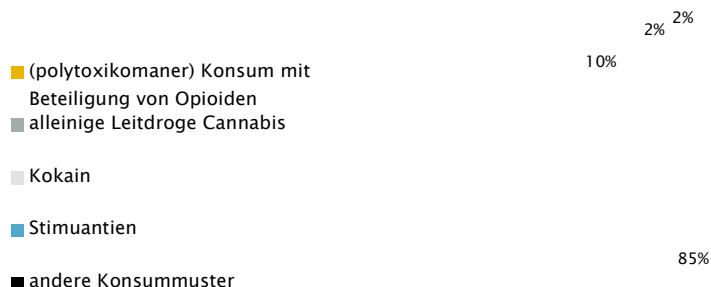 2%
2%
10%
(polytoxikomaner) Konsum mit
Beteiligung von Opioiden
alleinige Leitdroge Cannabis
Kokain
Stimuantien
85%
andere Konsummuster